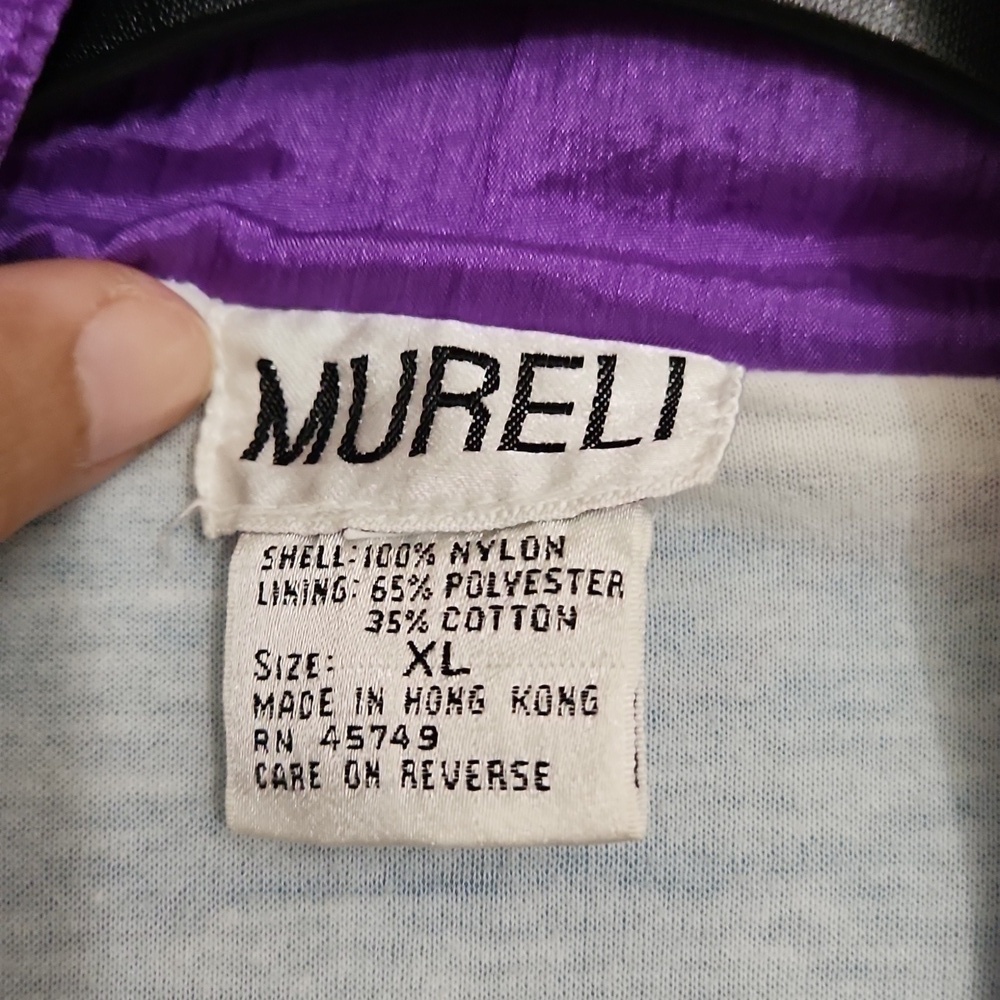 MURELI
SHELL: 100% NYLON
LINING: 65% POLYESTER
35% COTTON
SIZE: XL
MADE IN HONG KONG
RN 45749
CARE ON REVERSE